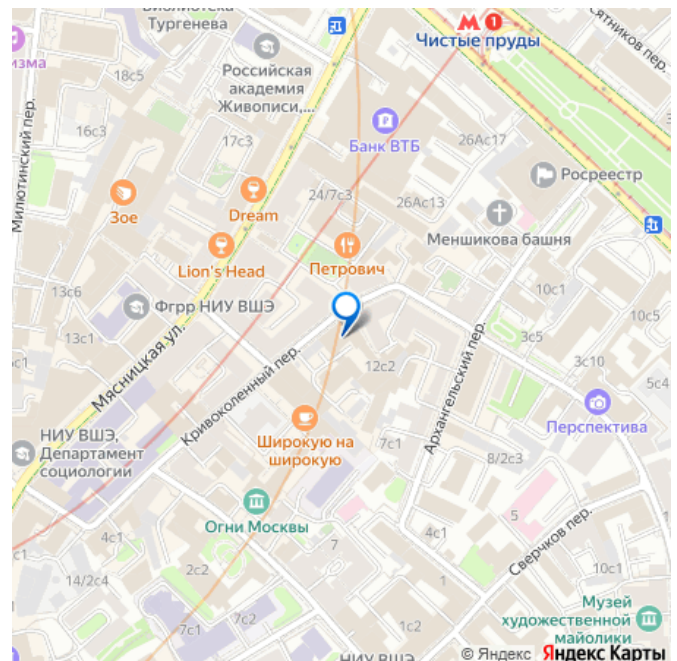 Библиотека
Тургенева
Чистые пруды
1
Сятников пер.
изма
18с5
Российская
академия
Живописи,...
Милютинский пер.
16с3
17с3
Банк ВТБ
26Ас17
Росреестр
Зое
Dream
24/7с3
26Ас13
Меншикова башня
Lion's Head
Петрович
13с6
Фгрр НИУ ВШЭ
10с1
13с1
Мясницкая ул.
Кривоколенный пер.
12с2
Архангельский пер.
3с5
3с10
5с4
Перспектива
НИУ ВШЭ,
Департамент
социологии
Широкую на
широкую
7с1
8/2с3
Огни Москвы
4с1
5
Сверчков пер.
4с1
7
14/2с4
2с2
10с1
7с2
7с1
1с2
Музей
художественной
майолики
НИУ ВШЭ
© Яндекс Яндекс Карты